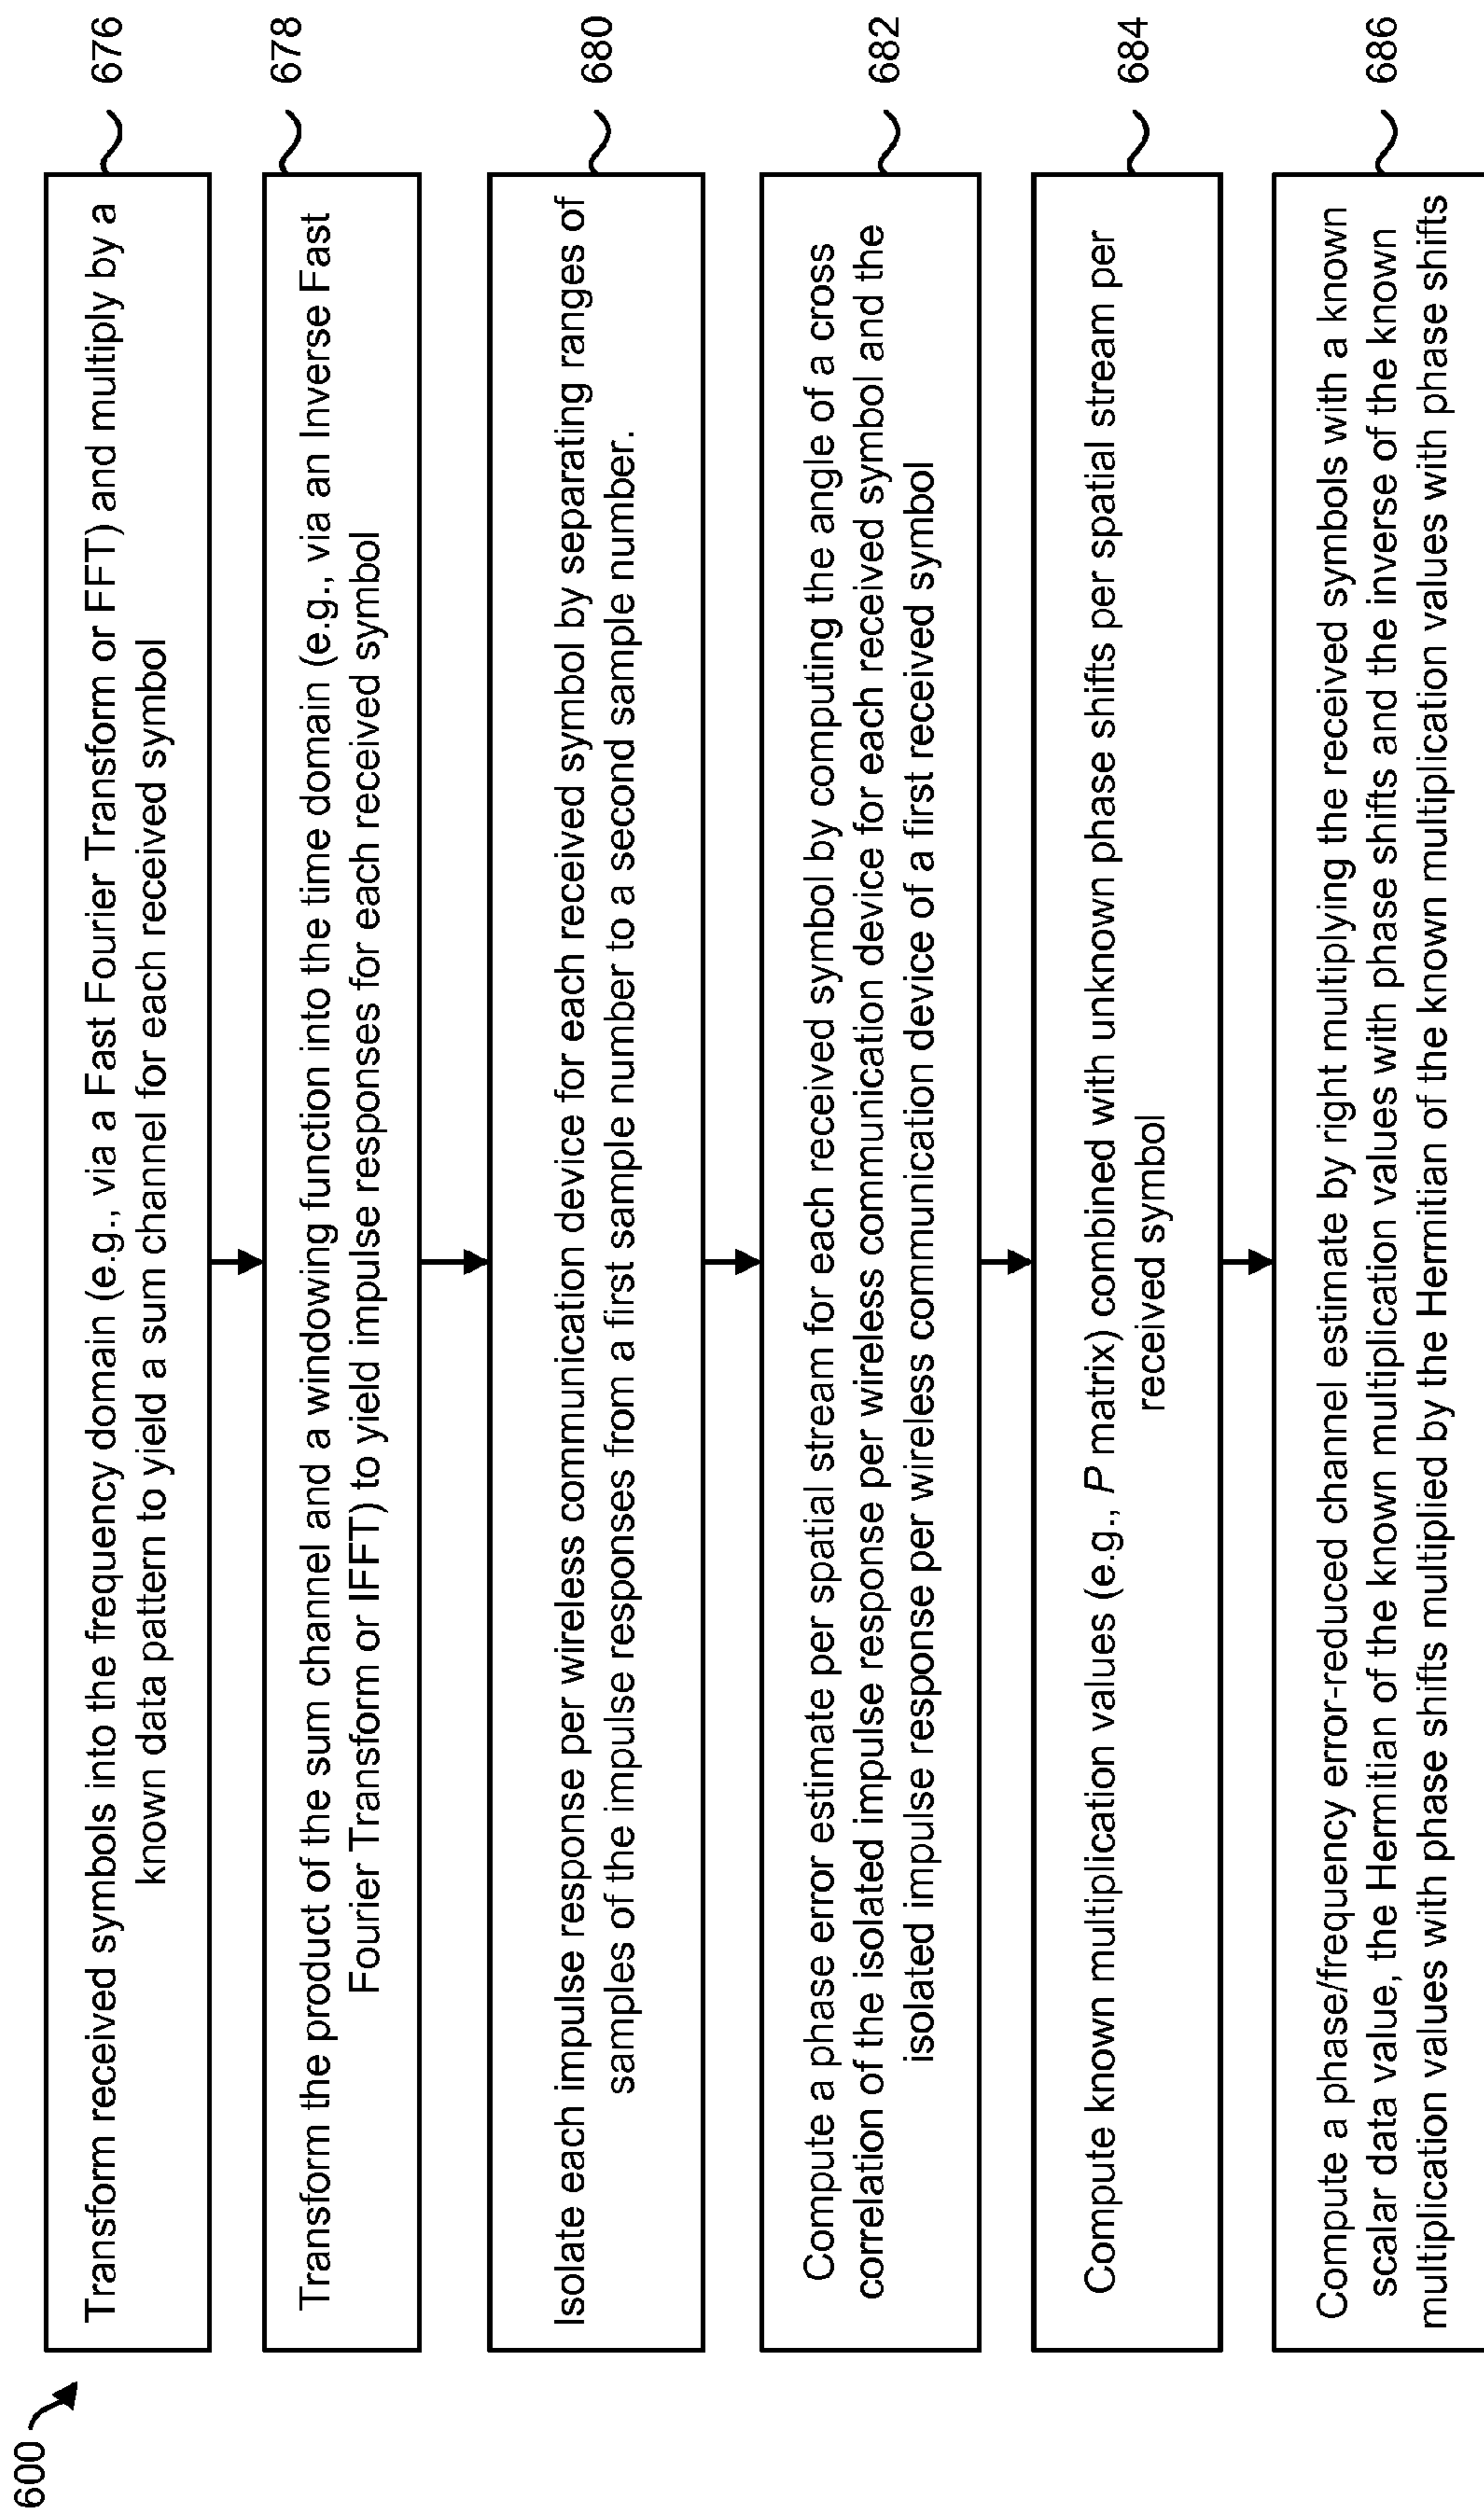 600
Transform received symbols into the frequency domain (e.g., via a Fast Fourier Transform or FFT) and multiply by a
known data pattern to yield a sum channel for each received symbol
676
Transform the product of the sum channel and a windowing function into the time domain (e.g., via an Inverse Fast
Fourier Transform or IFFT) to yield impulse responses for each received symbol
678
Isolate each impulse response per wireless communication device for each received symbol by separating ranges of
samples of the impulse responses from a first sample number to a second sample number.
680
Compute a phase error estimate per spatial stream for each received symbol by computing the angle of a cross
correlation of the isolated impulse response per wireless communication device for each received symbol and the
isolated impulse response per wireless communication device of a first received symbol
682
Compute known multiplication values (e.g., P matrix) combined with unknown phase shifts per spatial stream per
received symbol
684
Compute a phase/frequency error-reduced channel estimate by right multiplying the received symbols with a known
scalar data value, the Hermitian of the known multiplication values with phase shifts and the inverse of the known
multiplication values with phase shifts multiplied by the Hermitian of the known multiplication values with phase shifts
686